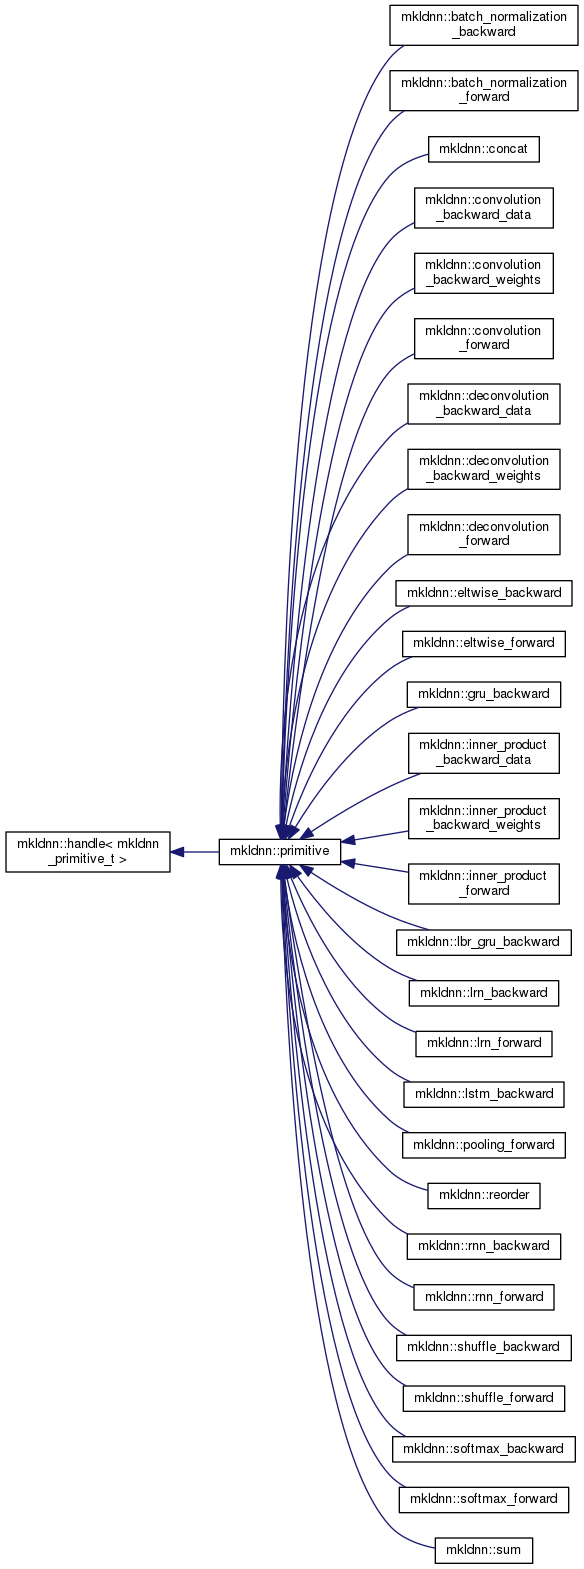 mkldnn::batch_normalization
_backward
mkldnn::batch_normalization
_forward
mkldnn::concat
mkldnn::convolution
_backward_data
mkldnn::convolution
_backward_weights
mkldnn::convolution
_forward
mkldnn::deconvolution
_backward_data
mkldnn::deconvolution
_backward_weights
mkldnn::deconvolution
_forward
mkldnn::eltwise_backward
mkldnn::eltwise_forward
mkldnn::gru_backward
mkldnn::inner_product
_backward_data
mkldnn::inner_product
_backward_weights
mkldnn::handle< mkldnn
_primitive_t >
mkldnn::primitive
mkldnn::inner_product
_forward
mkldnn::lbr_gru_backward
mkldnn::lrn_backward
mkldnn::lrn_forward
mkldnn::lstm_backward
mkldnn::pooling_forward
mkldnn::reorder
mkldnn::rnn_backward
mkldnn::rnn_forward
mkldnn::shuffle_backward
mkldnn::shuffle_forward
mkldnn::softmax_backward
mkldnn::softmax_forward
mkldnn::sum